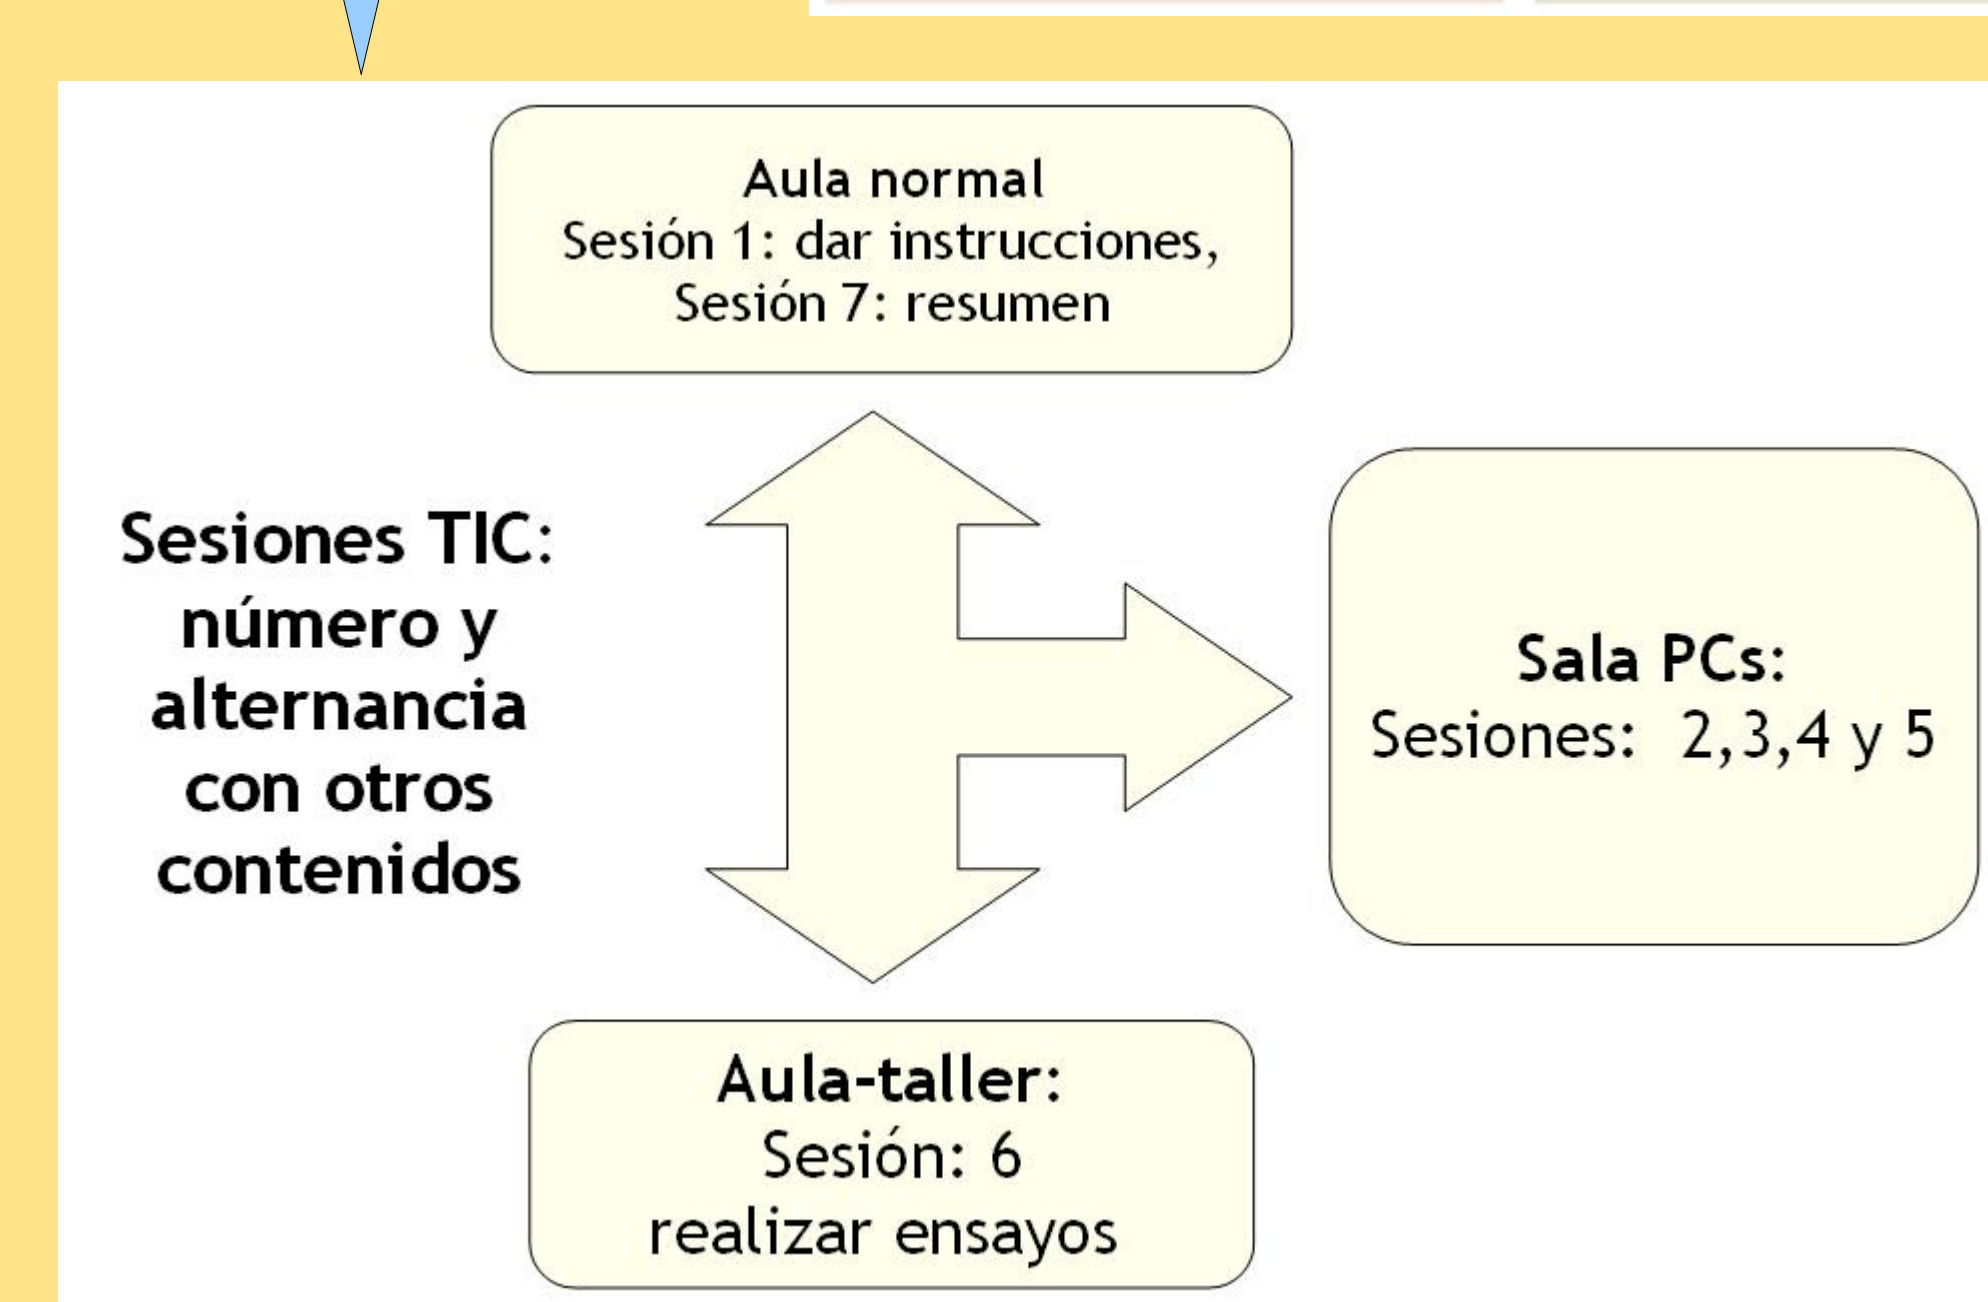 Aula normal
Sesión 1: dar instrucciones,
Sesión 7: resumen
Sesiones TIC:
número y
alternancia
con otros
contenidos
Sala PCs:
Sesiones: 2,3,4 y 5
Aula-taller:
Sesión: 6
realizar ensayos